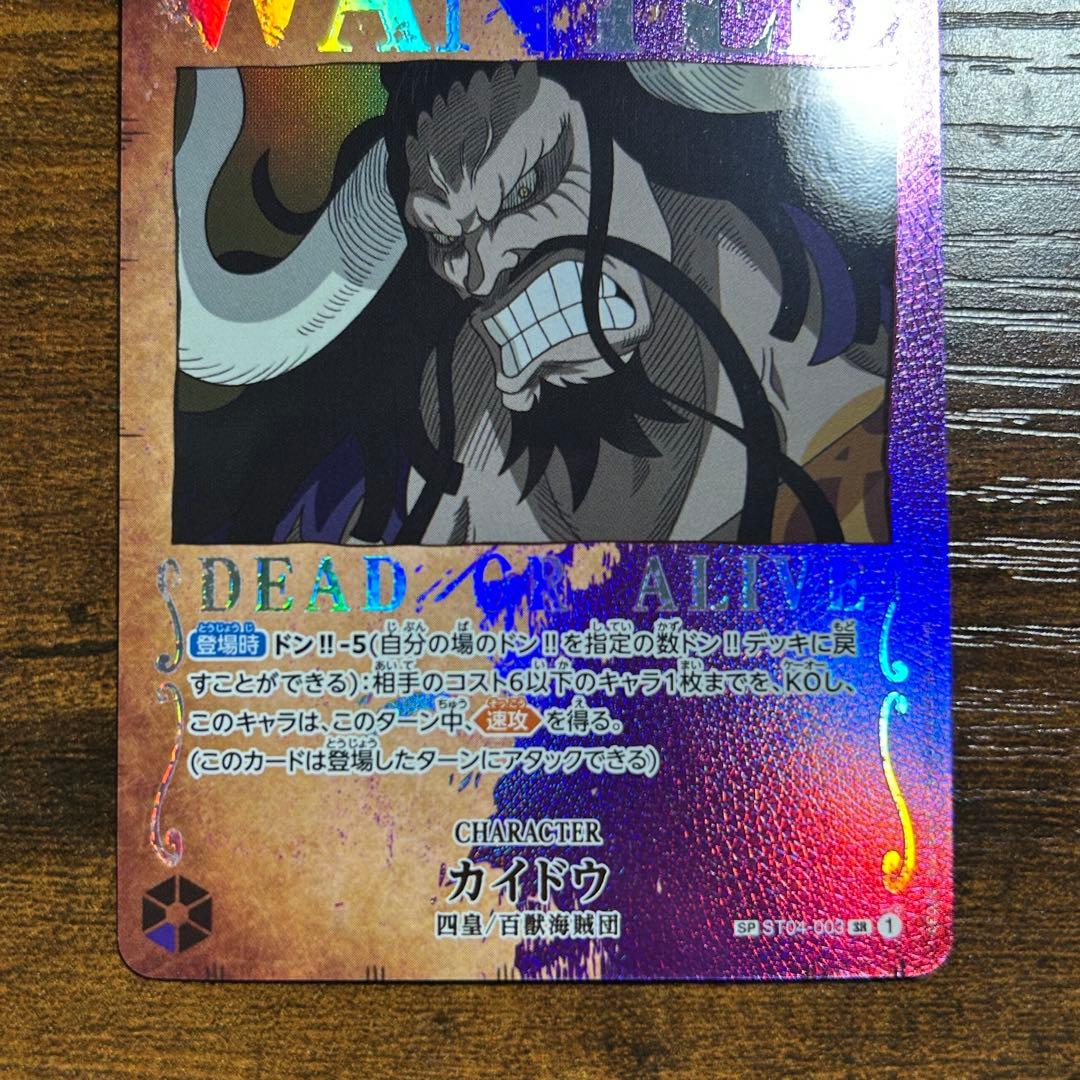 WANTED
DEAD OR ALIVE
登場時 ドン!!-5(自分の場のドン!!を指定の数ドン!!デッキに戻
すことができる):相手のコスト6以下のキャラ1枚までを、KOし、
このキャラは、このターン中、速攻を得る。
(このカードは登場したターンにアタックできる)
CHARACTER
カイドウ
四皇/百獣海賊団
SP ST04-003 SR 1